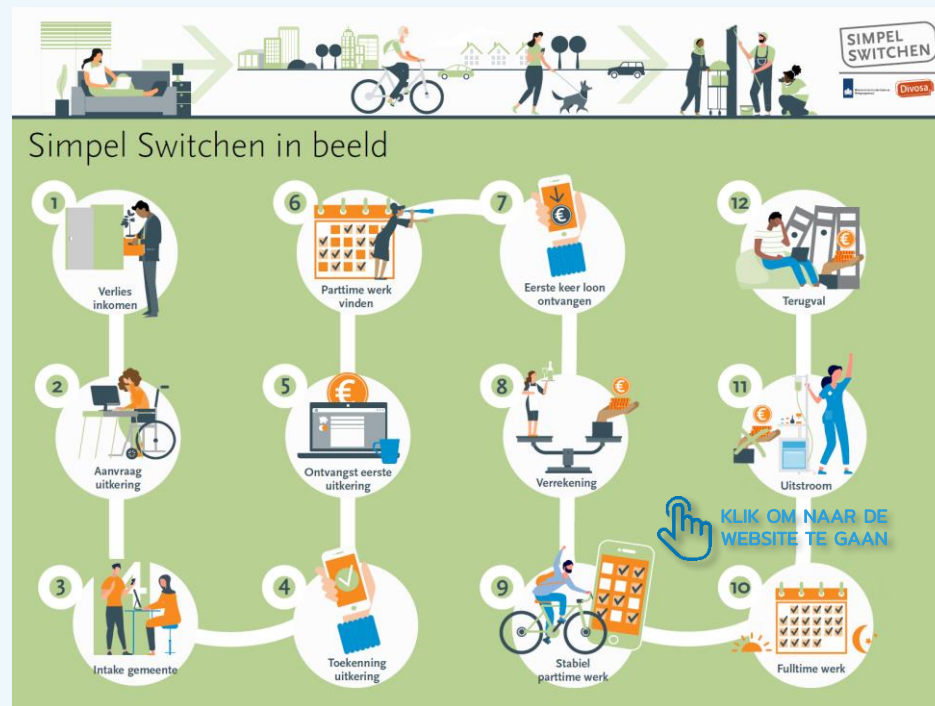 SIMPEL
SWITCHEN
Divosa
Simpel Switchen in beeld
1
Verlies
inkomen
2
Aanvraag
uitkering
3
Intake gemeente
4
Toekenning
uitkering
5
€
Ontvangst eerste
uitkering
6
Parttime werk
vinden
7
€
Eerste keer loon
ontvangen
8
€
Verrekening
9
Stabiel
parttime werk
10
Fulltime werk
11
€
Uitstroom
12
€
Terugval
KLIK OM NAAR DE
WEBSITE TE GAAN